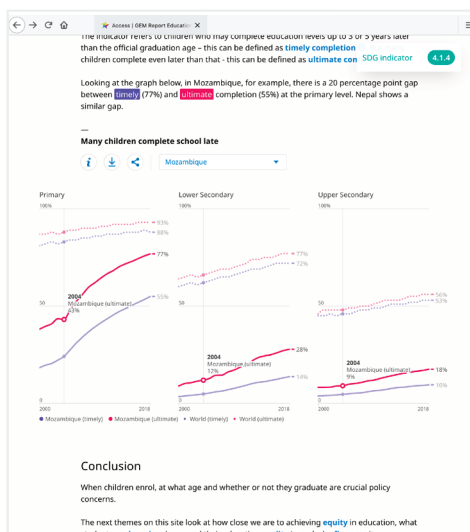 Access | GEM Report Education
The indicator refers to children who may complete education levels up to 3 or 5 years later
than the official graduation age – this can be defined as timely completion
children complete even later than that - this can be defined as ultimate con
SDG indicator 4.1.4
Looking at the graph below, in Mozambique, for example, there is a 20 percentage point gap
between timely (77%) and ultimate completion (55%) at the primary level. Nepal shows a
similar gap.
Many children complete school late
Mozambique
Primary
100%
93%
88%
77%
55%
50
2004
Mozambique (ultimate)
43%
0
2000 2018
Lower Secondary
100%
77%
72%
50
2004
Mozambique (ultimate)
12%
28%
14%
0
2000 2018
Upper Secondary
100%
56%
53%
50
2004
Mozambique (ultimate)
9%
18%
10%
0
2000 2018
Mozambique (timely) Mozambique (ultimate) World (timely) World (ultimate)
Conclusion
When children enrol, at what age and whether or not they graduate are crucial policy
concerns.
The next themes on this site look at how close we are to achieving equity in education, what